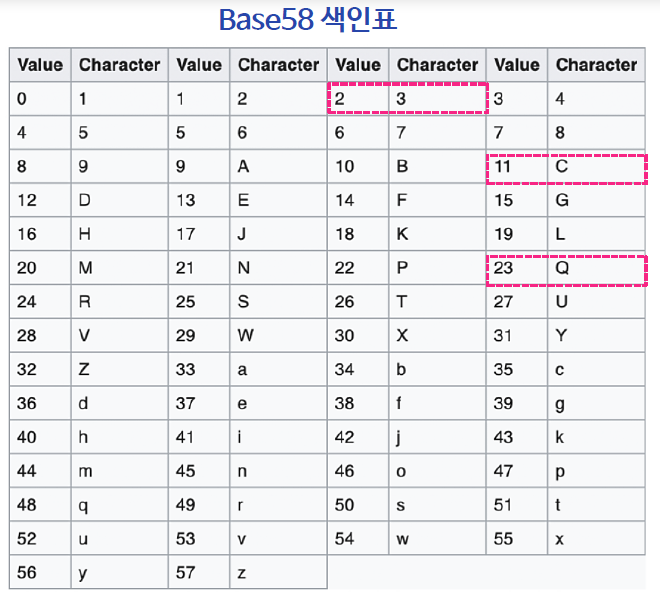 Base58 색인표
Value Character Value Character Value Character Value Character
0 1 1 2 2 3 3 4
4 5 5 6 6 7 7 8
8 9 9 A 10 B 11 C
12 D 13 E 14 F 15 G
16 H 17 J 18 K 19 L
20 M 21 N 22 P 23 Q
24 R 25 S 26 T 27 U
28 V 29 W 30 X 31 Y
32 Z 33 a 34 b 35 c
36 d 37 e 38 f 39 g
40 h 41 i 42 j 43 k
44 m 45 n 46 o 47 p
48 q 49 r 50 s 51 t
52 u 53 v 54 w 55 x
56 y 57 z